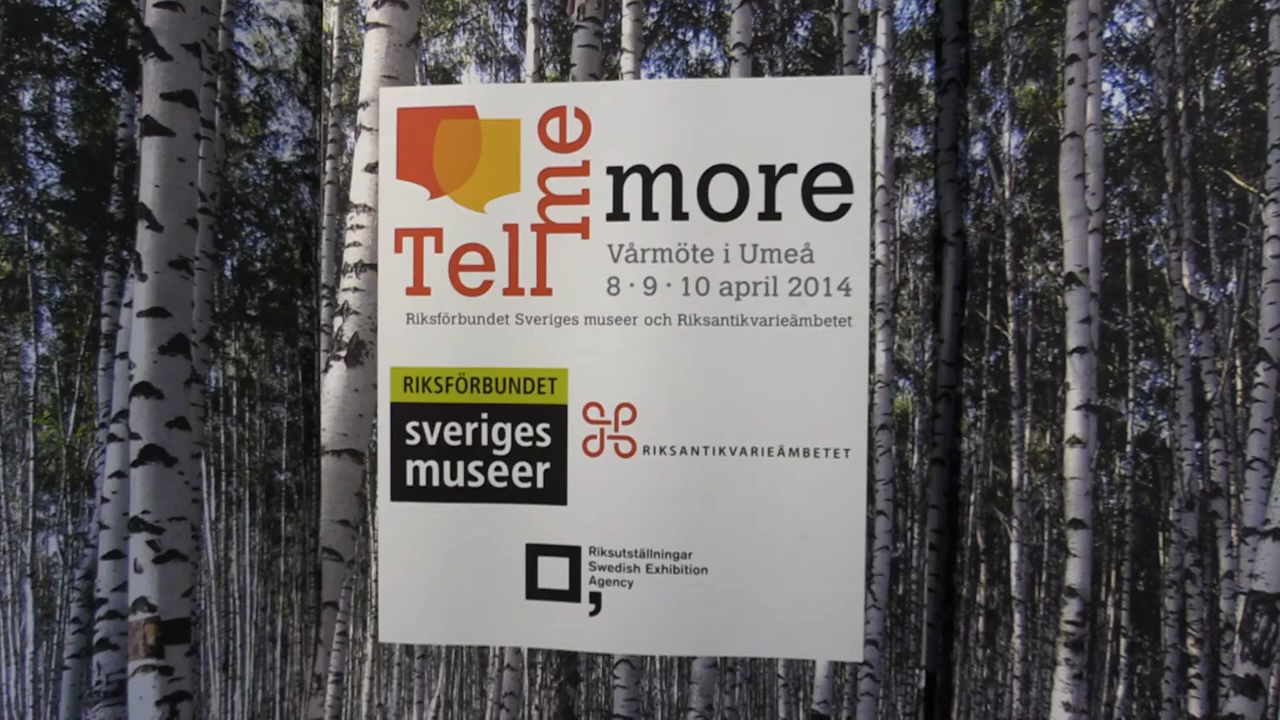 Tell me more
Vårmöte i Umeå
8 · 9 · 10 april 2014
Riksförbundet Sveriges museer och Riksantikvarieämbetet
RIKSFÖRBUNDET
sveriges
museer
RIKSANTIKVARIEÄMBETET
Riksutställningar
Swedish Exhibition
Agency